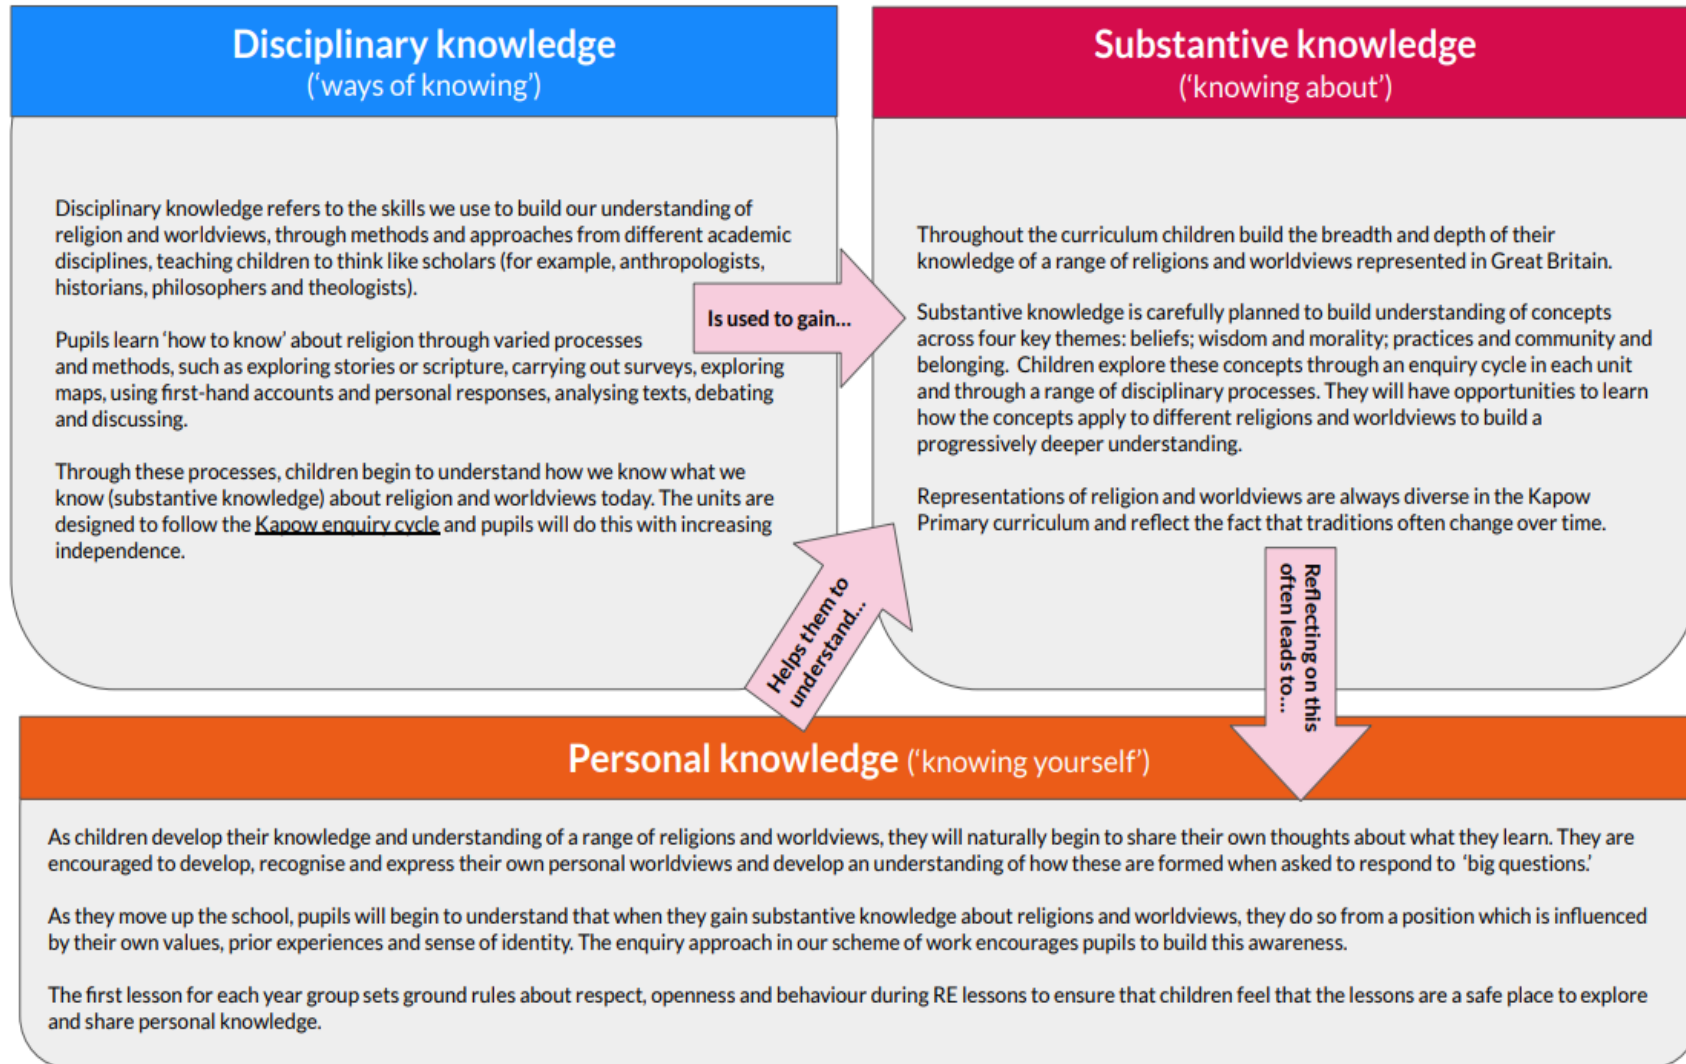 Disciplinary knowledge
(‘ways of knowing’)
Disciplinary knowledge refers to the skills we use to build our understanding of
religion and worldviews, through methods and approaches from different academic
disciplines, teaching children to think like scholars (for example, anthropologists,
historians, philosophers and theologists).
Pupils learn ‘how to know’ about religion through varied processes
and methods, such as exploring stories or scripture, carrying out surveys, exploring
maps, using first-hand accounts and personal responses, analysing texts, debating
and discussing.
Through these processes, children begin to understand how we know what we
know (substantive knowledge) about religion and worldviews today. The units are
designed to follow the Kapow enquiry cycle and pupils will do this with increasing
independence.
Is used to gain...
Substantive knowledge
(‘knowing about’)
Throughout the curriculum children build the breadth and depth of their
knowledge of a range of religions and worldviews represented in Great Britain.
Substantive knowledge is carefully planned to build understanding of concepts
across four key themes: beliefs; wisdom and morality; practices and community and
belonging. Children explore these concepts through an enquiry cycle in each unit
and through a range of disciplinary processes. They will have opportunities to learn
how the concepts apply to different religions and worldviews to build a
progressively deeper understanding.
Representations of religion and worldviews are always diverse in the Kapow
Primary curriculum and reflect the fact that traditions often change over time.
Helps them to
understand...
Reflecting on this
often leads to...
Personal knowledge (‘knowing yourself’)
As children develop their knowledge and understanding of a range of religions and worldviews, they will naturally begin to share their own thoughts about what they learn. They are
encouraged to develop, recognise and express their own personal worldviews and develop an understanding of how these are formed when asked to respond to ‘big questions.’
As they move up the school, pupils will begin to understand that when they gain substantive knowledge about religions and worldviews, they do so from a position which is influenced
by their own values, prior experiences and sense of identity. The enquiry approach in our scheme of work encourages pupils to build this awareness.
The first lesson for each year group sets ground rules about respect, openness and behaviour during RE lessons to ensure that children feel that the lessons are a safe place to explore
and share personal knowledge.